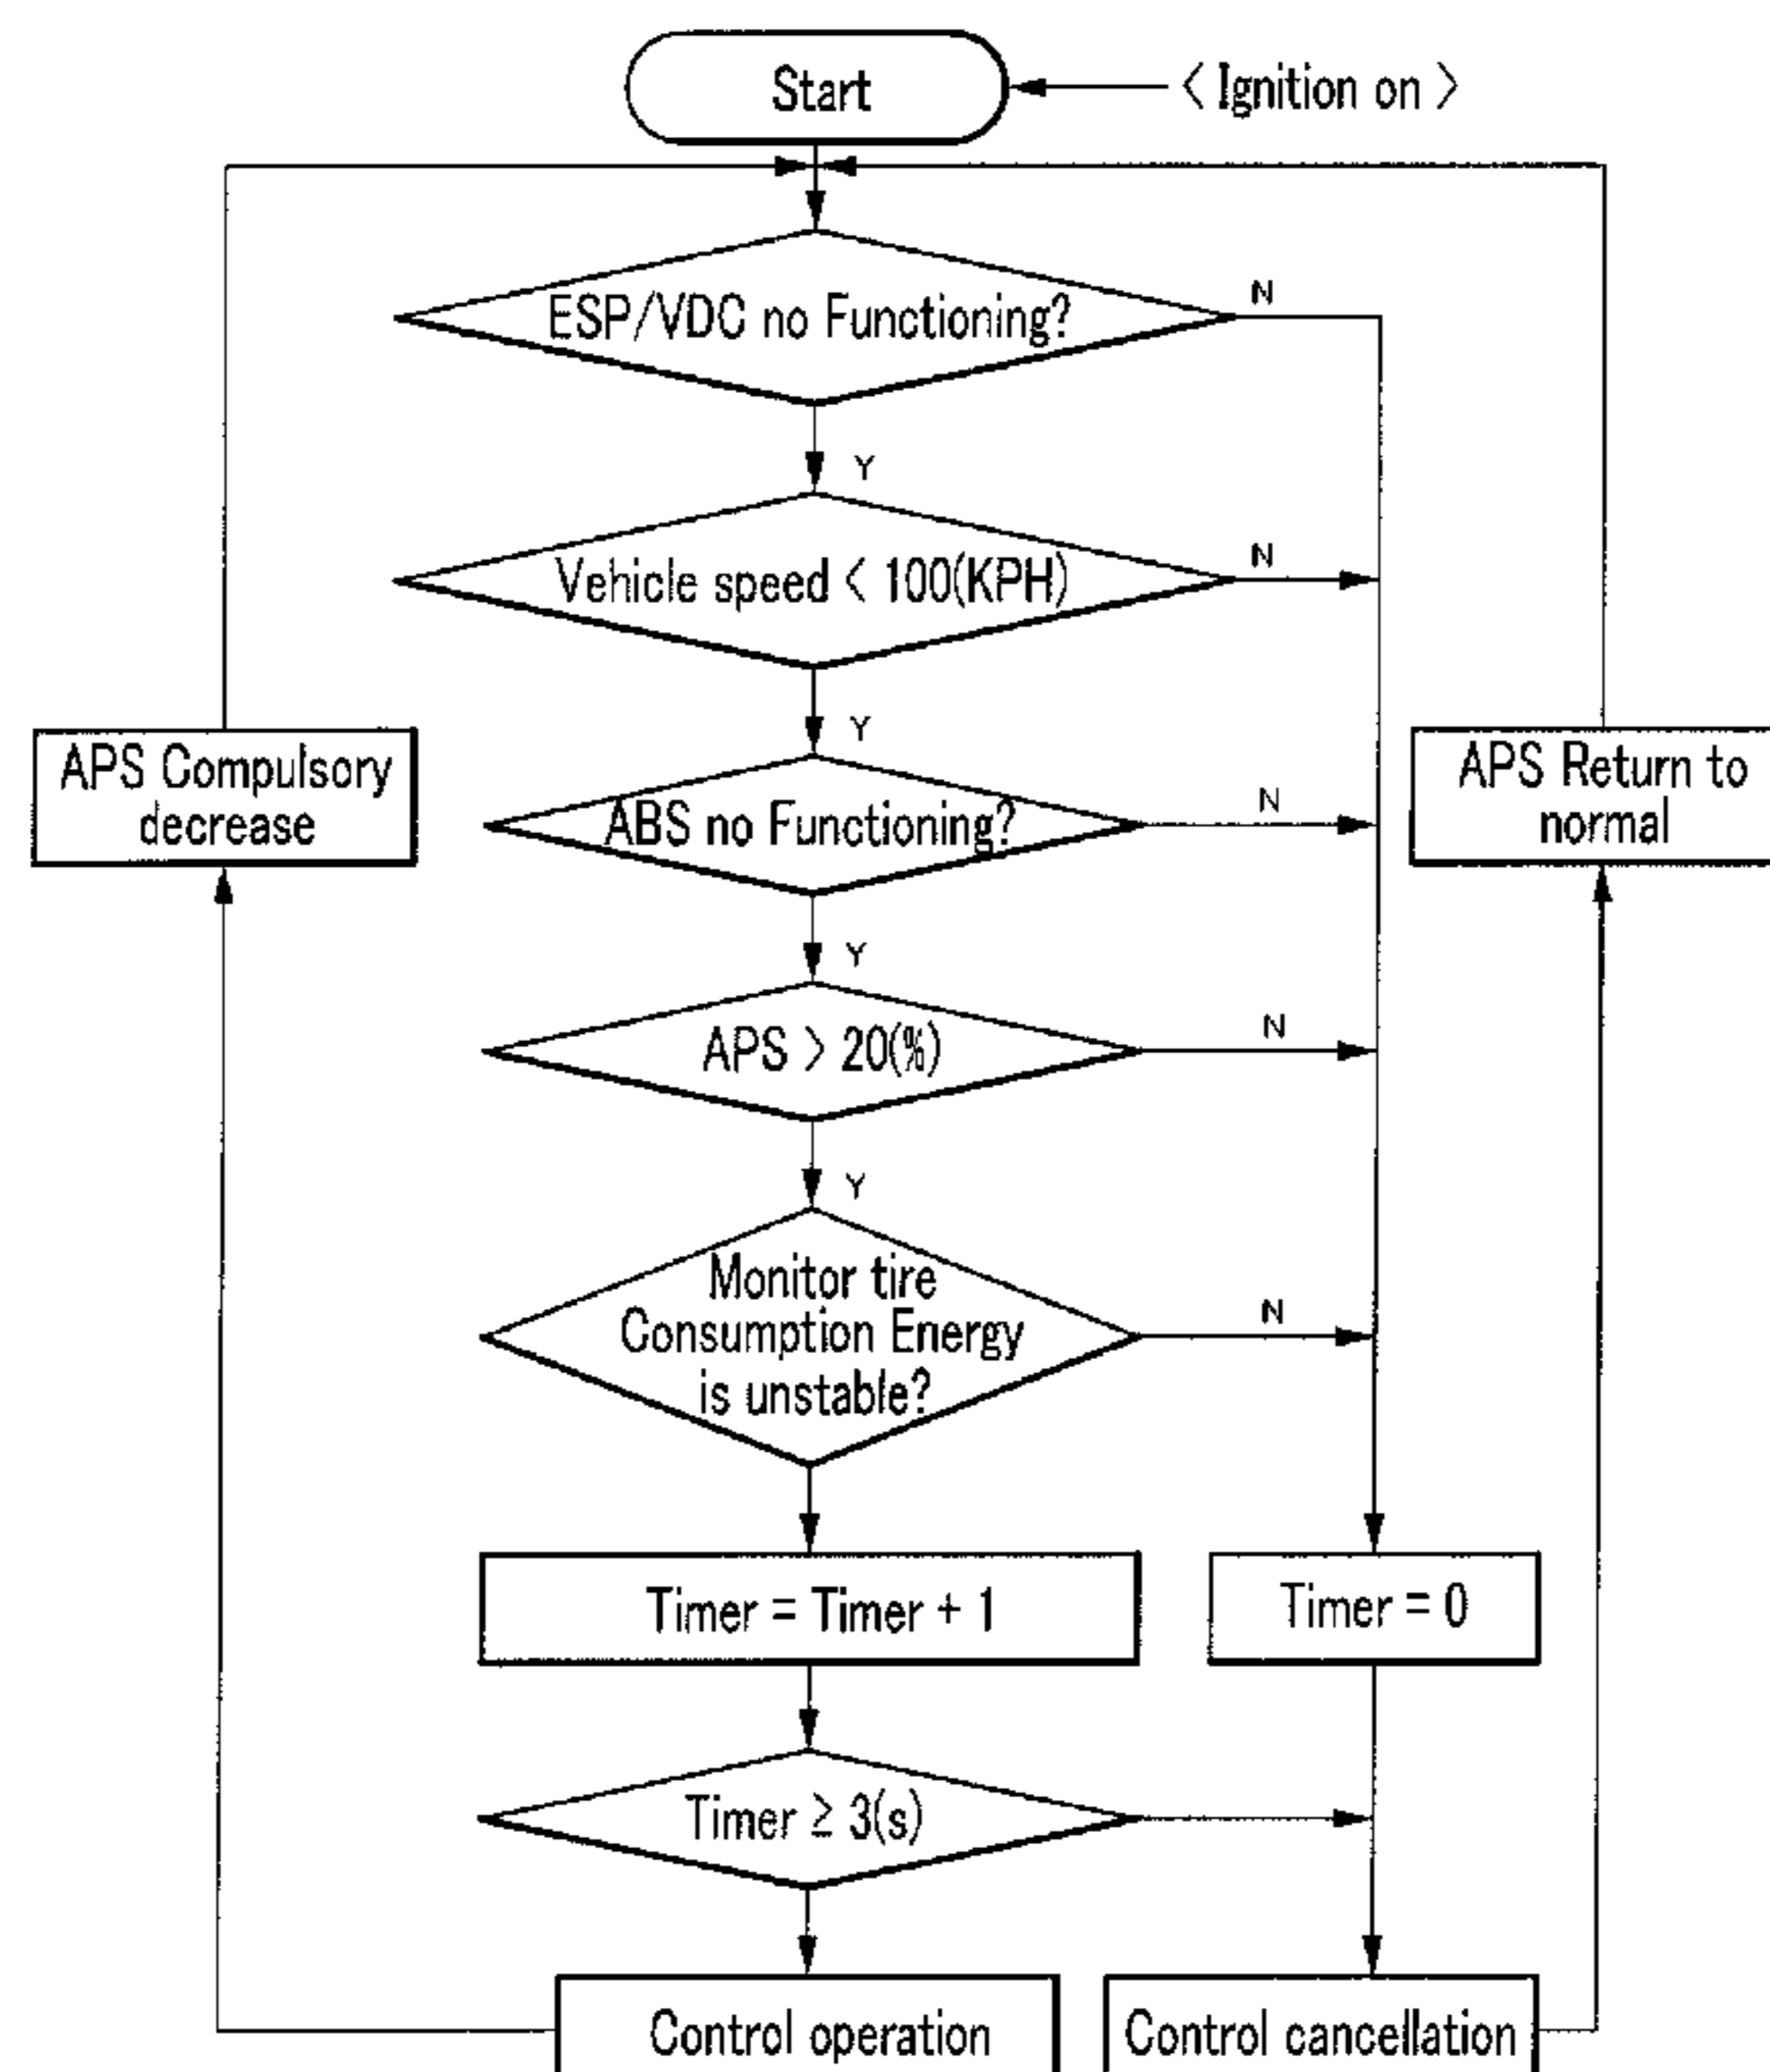 Start
< Ignition on >
ESP/VDC no Functioning?
N
Y
Vehicle speed < 100(KPH)
N
Y
APS Compulsory
decrease
ABS no Functioning?
N
APS Return to
normal
Y
APS > 20(%)
N
Y
Monitor tire
Consumption Energy
is unstable?
N
Timer = Timer + 1
Timer = 0
Timer ≥ 3(s)
Control operation
Control cancellation